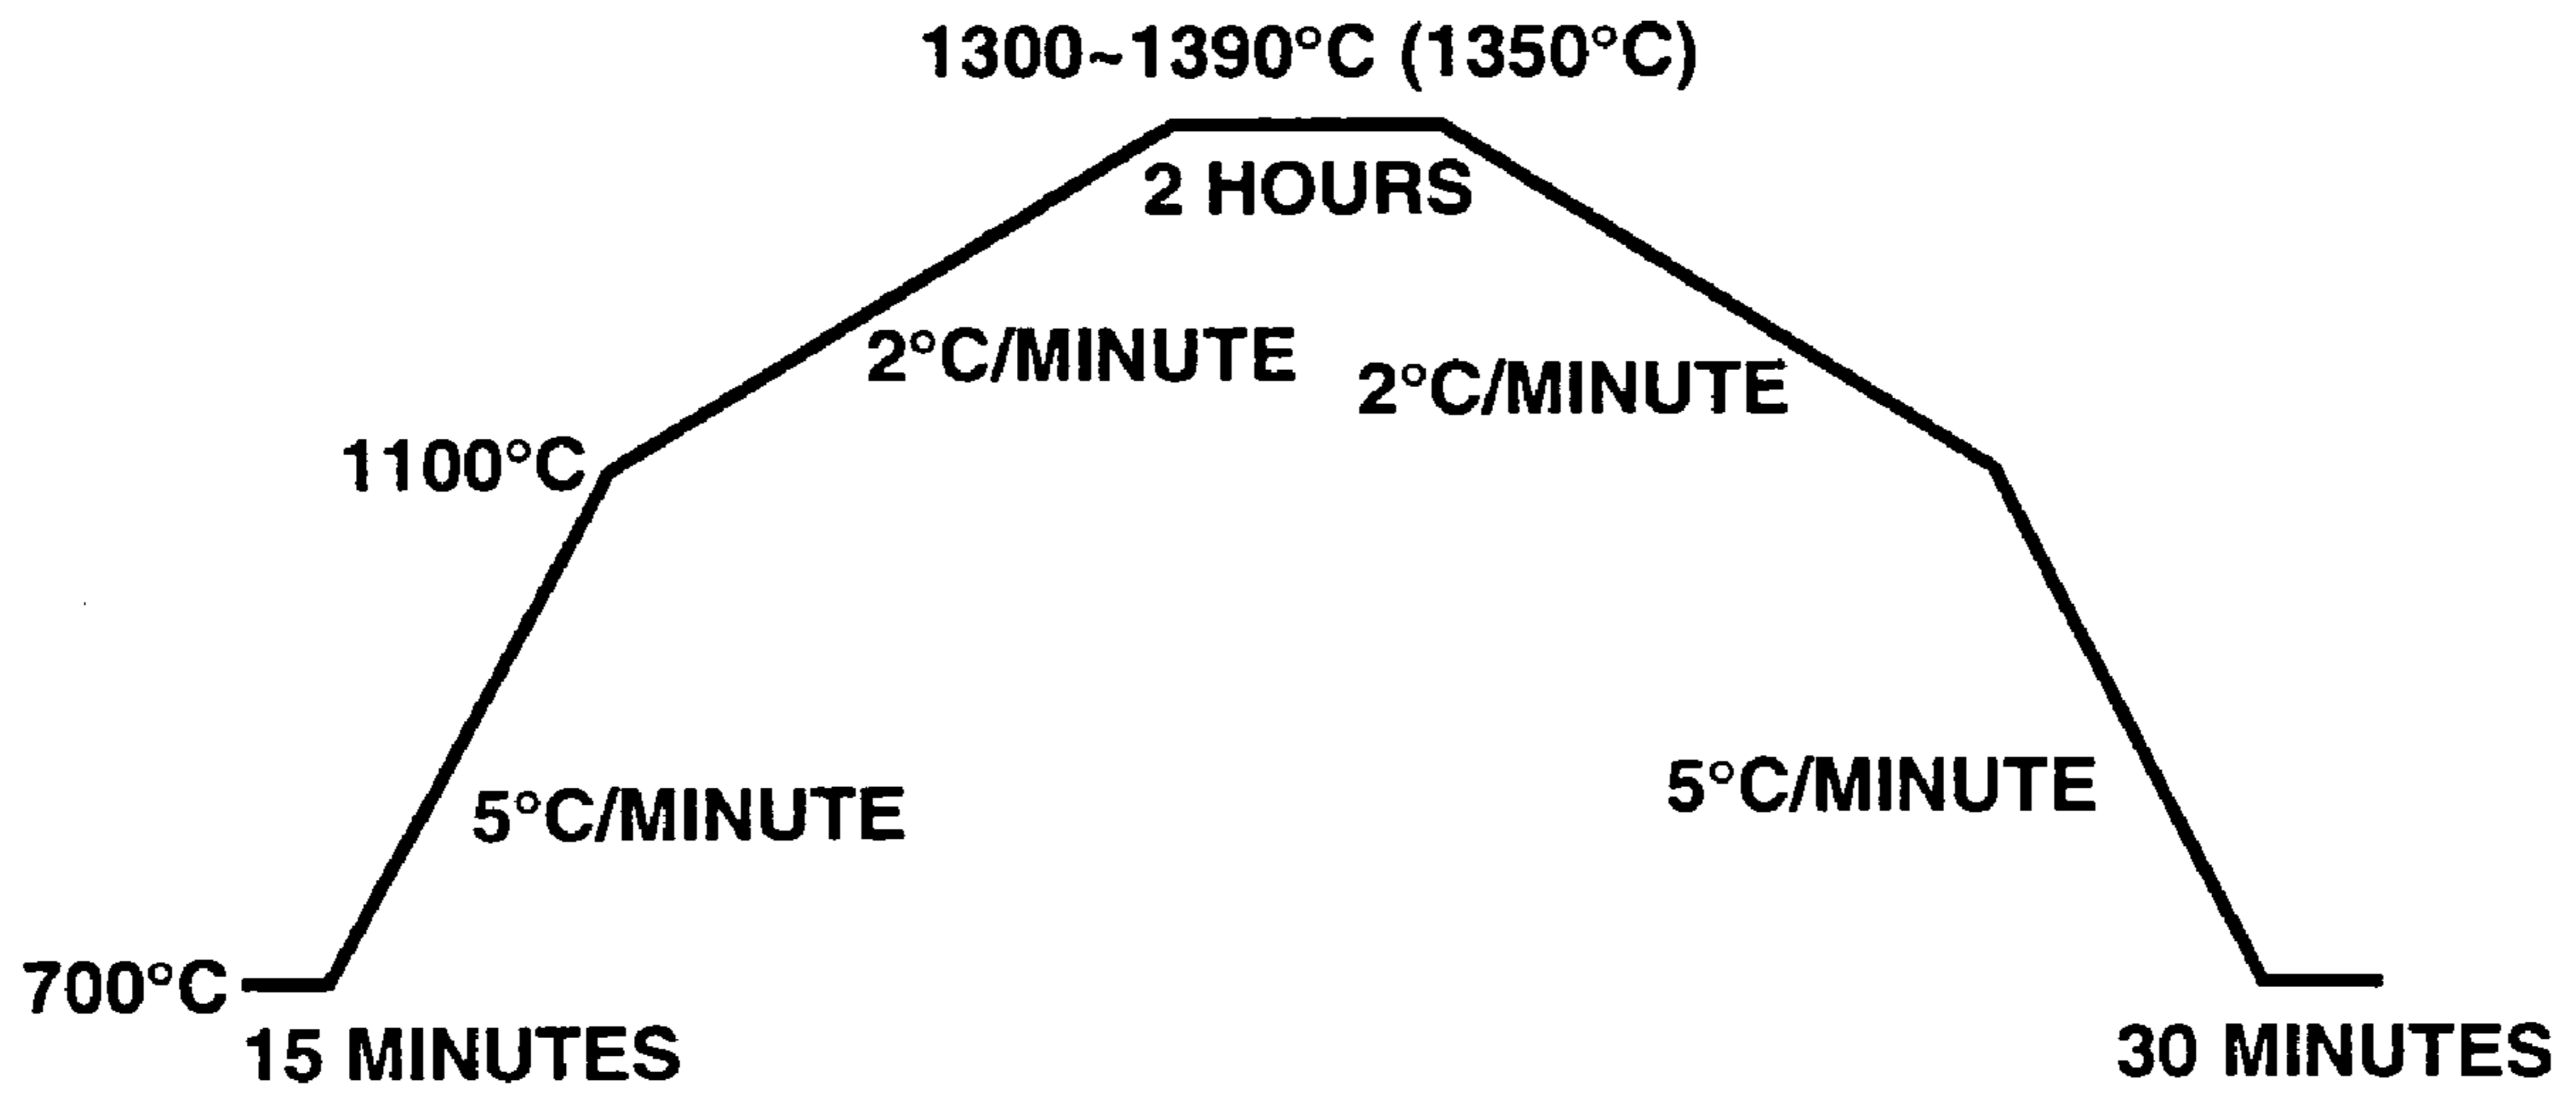 1300~1390°C (1350°C)
2 HOURS
2°C/MINUTE
2°C/MINUTE
1100°C
5°C/MINUTE
5°C/MINUTE
700°C
15 MINUTES
30 MINUTES